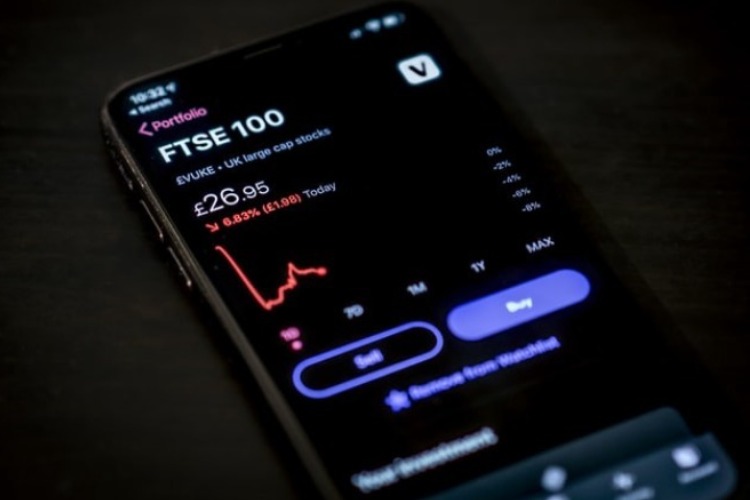 10:32
Search
Portfolio
V
FTSE 100
£VUKE • UK large cap stocks
£26.95
6.83% (£1.98) Today
0%
-2%
-4%
-6%
-8%
1D
7D
1M
1Y
MAX
Sell
Buy
Remove from Watchlist
Your investment